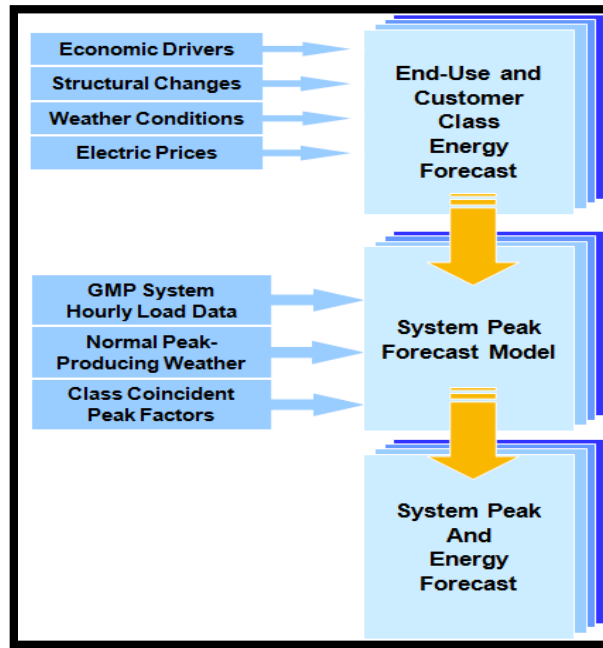 Economic Drivers
Structural Changes
Weather Conditions
Electric Prices
End-Use and
Customer
Class
Energy
Forecast
GMP System
Hourly Load Data
Normal Peak-
Producing Weather
Class Coincident
Peak Factors
System Peak
Forecast Model
System Peak
And
Energy
Forecast